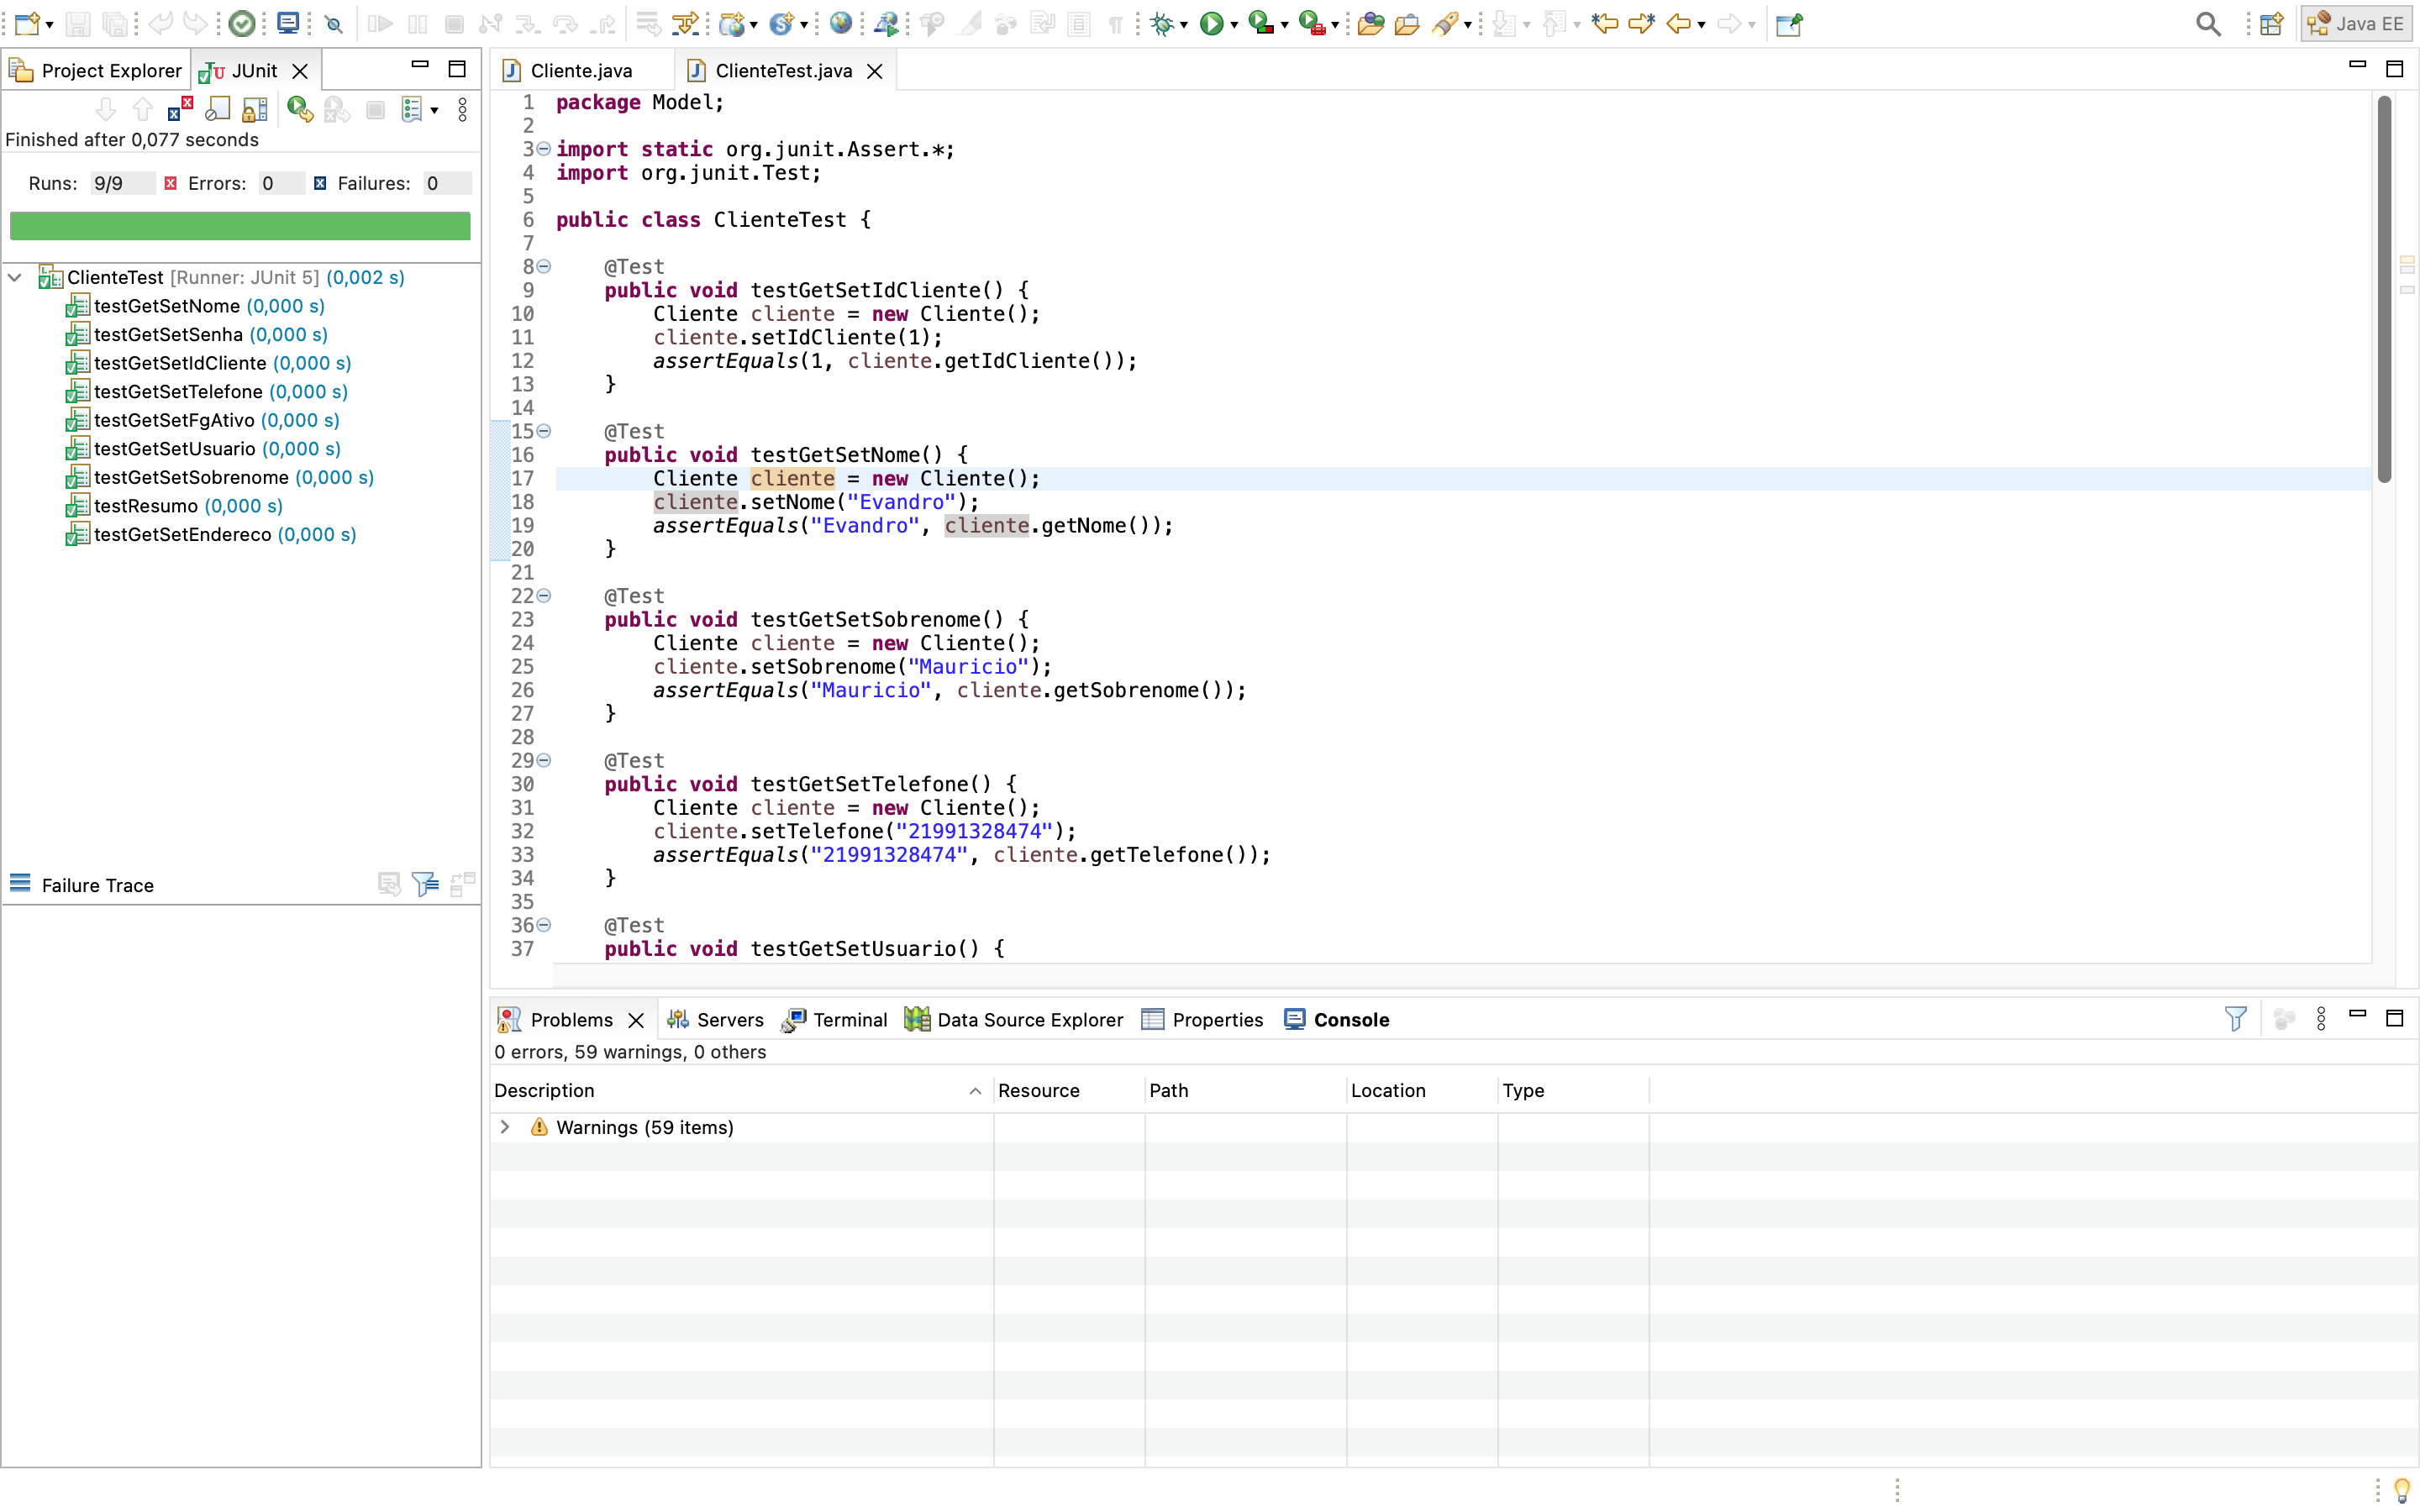 Java EE
Project Explorer
JUnit
Finished after 0,077 seconds
Runs: 9/9 Errors: 0 Failures: 0
ClienteTest [Runner: JUnit 5] (0,002 s)
testGetSetNome (0,000 s)
testGetSetSenha (0,000 s)
testGetSetIdCliente (0,000 s)
testGetSetTelefone (0,000 s)
testGetSetFgAtivo (0,000 s)
testGetSetUsuario (0,000 s)
testGetSetSobrenome (0,000 s)
testResumo (0,000 s)
testGetSetEndereco (0,000 s)
Failure Trace
Cliente.java
ClienteTest.java
1 package Model;
2
3 import static org.junit.Assert.*;
4 import org.junit.Test;
5
6 public class ClienteTest {
7
8 @Test
9 public void testGetSetIdCliente() {
10 Cliente cliente = new Cliente();
11 cliente.setIdCliente(1);
12 assertEquals(1, cliente.getIdCliente());
13 }
14
15 @Test
16 public void testGetSetNome() {
17 Cliente cliente = new Cliente();
18 cliente.setNome("Evandro");
19 assertEquals("Evandro", cliente.getNome());
20 }
21
22 @Test
23 public void testGetSetSobrenome() {
24 Cliente cliente = new Cliente();
25 cliente.setSobrenome("Mauricio");
26 assertEquals("Mauricio", cliente.getSobrenome());
27 }
28
29 @Test
30 public void testGetSetTelefone() {
31 Cliente cliente = new Cliente();
32 cliente.setTelefone("21991328474");
33 assertEquals("21991328474", cliente.getTelefone());
34 }
35
36 @Test
37 public void testGetSetUsuario() {
Problems
Servers
Terminal
Data Source Explorer
Properties
Console
0 errors, 59 warnings, 0 others
Description Resource Path Location Type
Warnings (59 items)